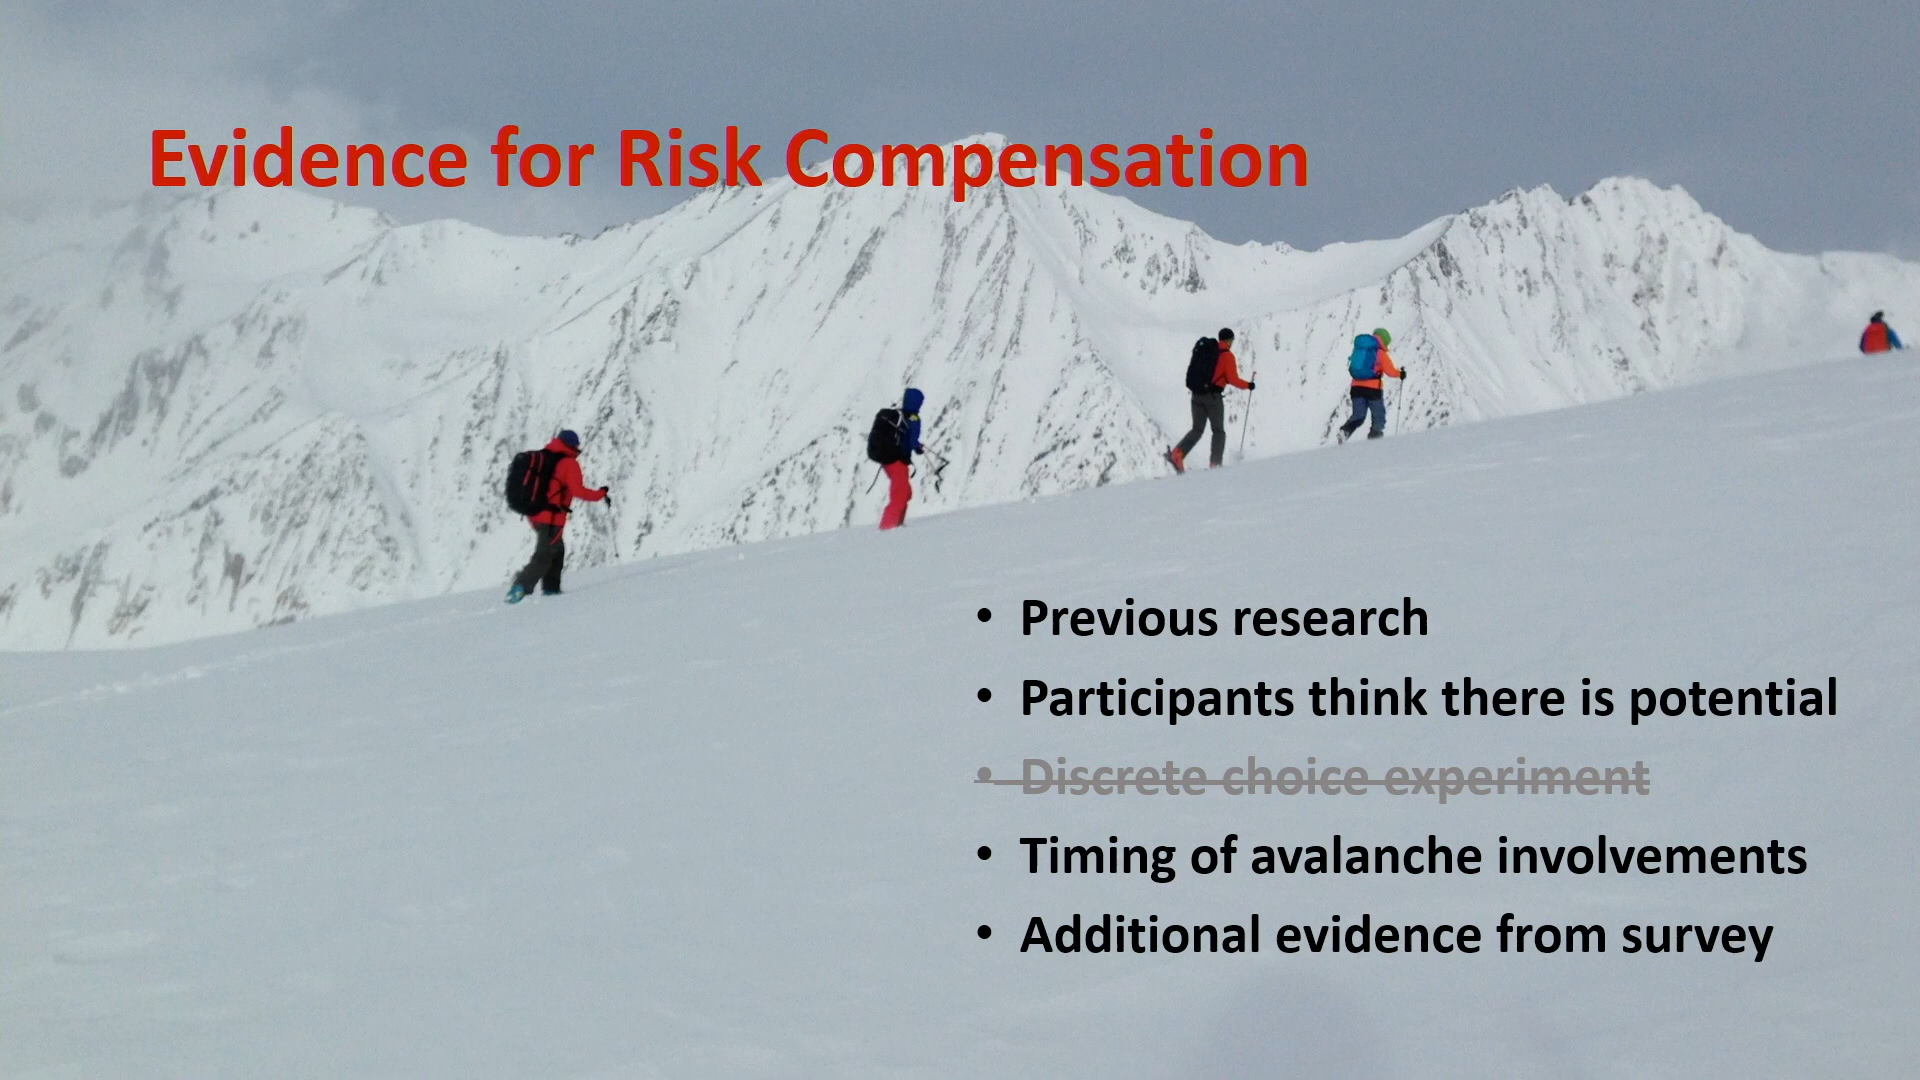 Evidence for Risk Compensation
• Previous research
• Participants think there is potential
• Discrete choice experiment
• Timing of avalanche involvements
• Additional evidence from survey